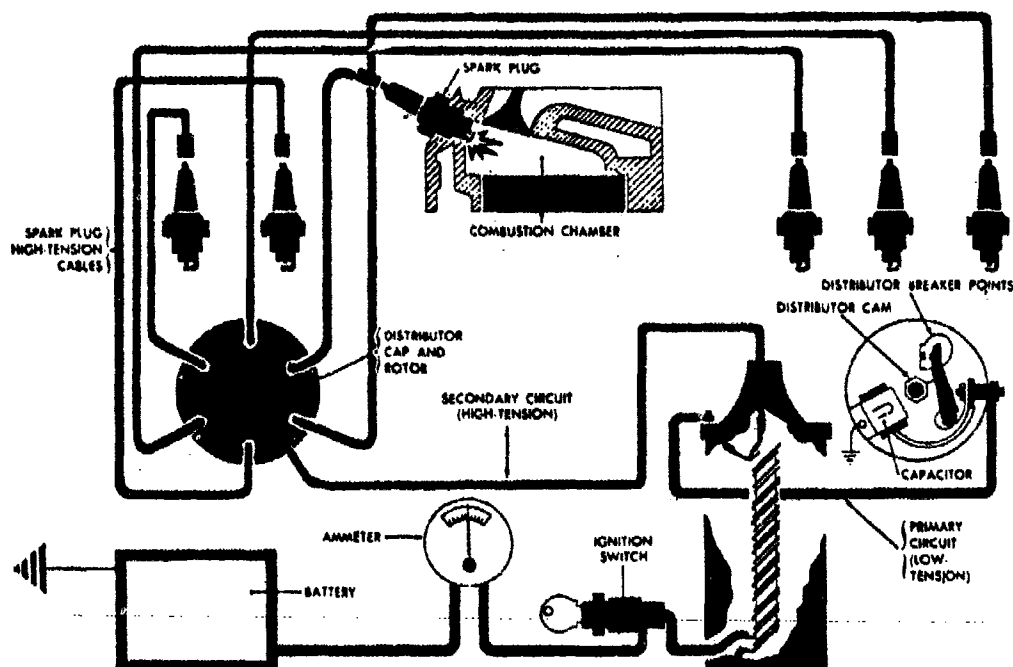 SPARK PLUG
COMBUSTION CHAMBER
SPARK PLUG
HIGH-TENSION
CABLES
DISTRIBUTOR BREAKER POINTS
DISTRIBUTOR CAM
DISTRIBUTOR
CAP AND
ROTOR
SECONDARY CIRCUIT
(HIGH-TENSION)
CAPACITOR
AMMETER
IGNITION
SWITCH
PRIMARY
CIRCUIT
(LOW-
TENSION)
BATTERY